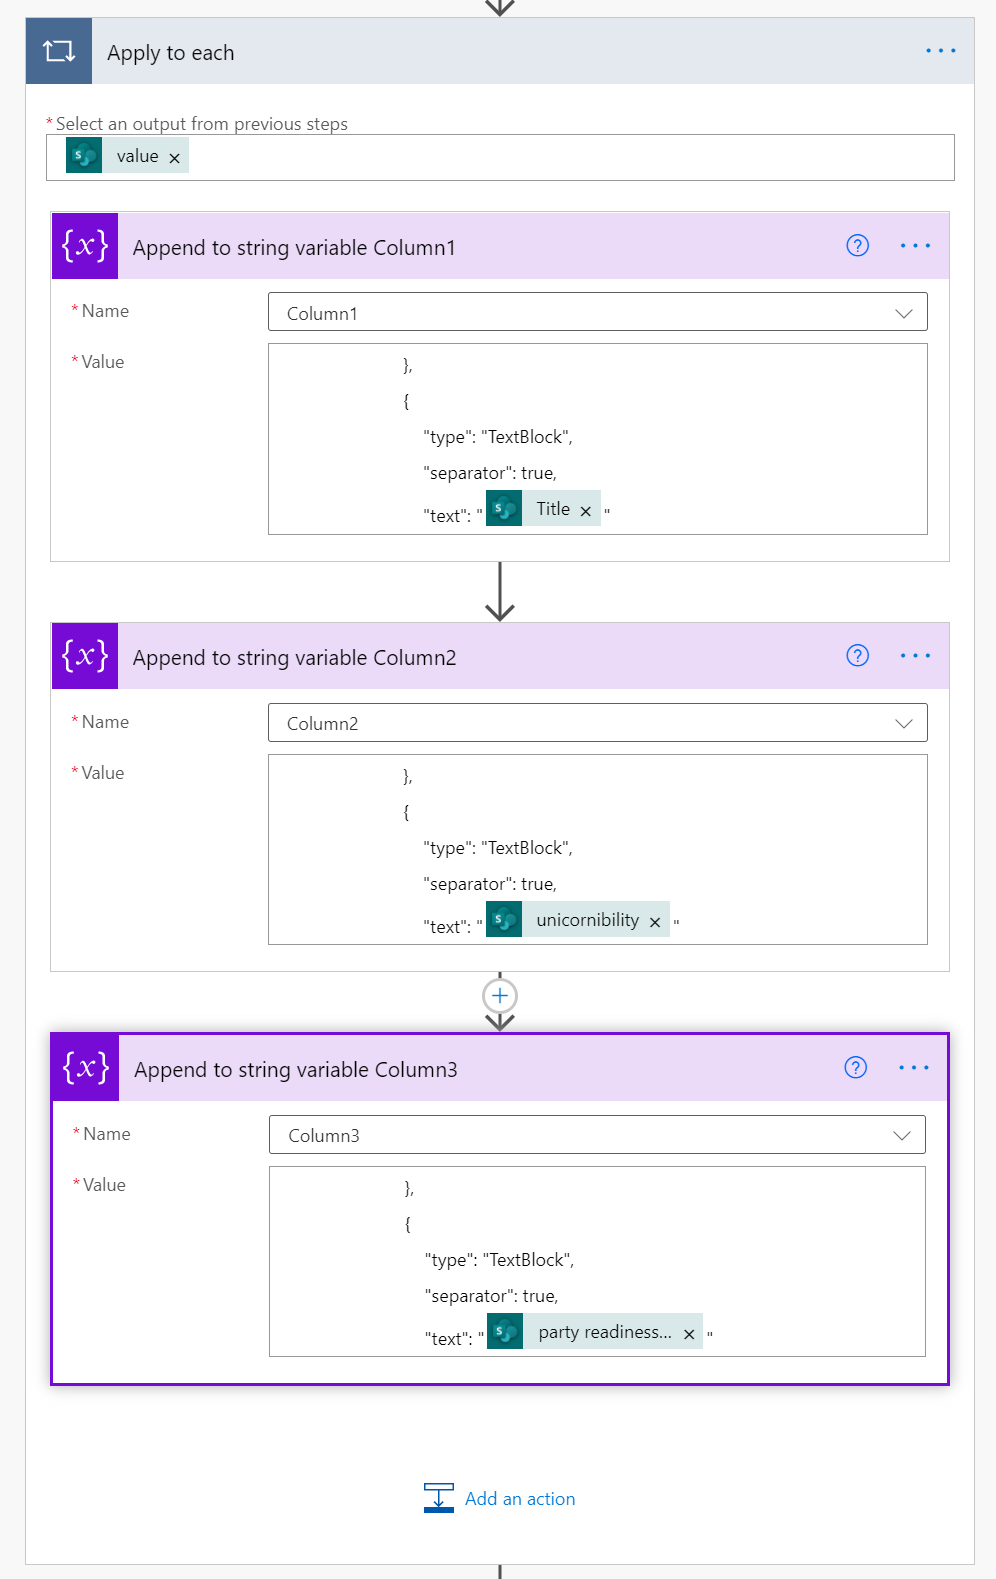 Apply to each
* Select an output from previous steps
value ×
{x} Append to string variable Column1
* Name
Column1
* Value
},
{
"type": "TextBlock",
"separator": true,
"text": " Title × "
{x} Append to string variable Column2
* Name
Column2
* Value
},
{
"type": "TextBlock",
"separator": true,
"text": " unicornibility × "
{x} Append to string variable Column3
* Name
Column3
* Value
},
{
"type": "TextBlock",
"separator": true,
"text": " party readiness... × "
Add an action